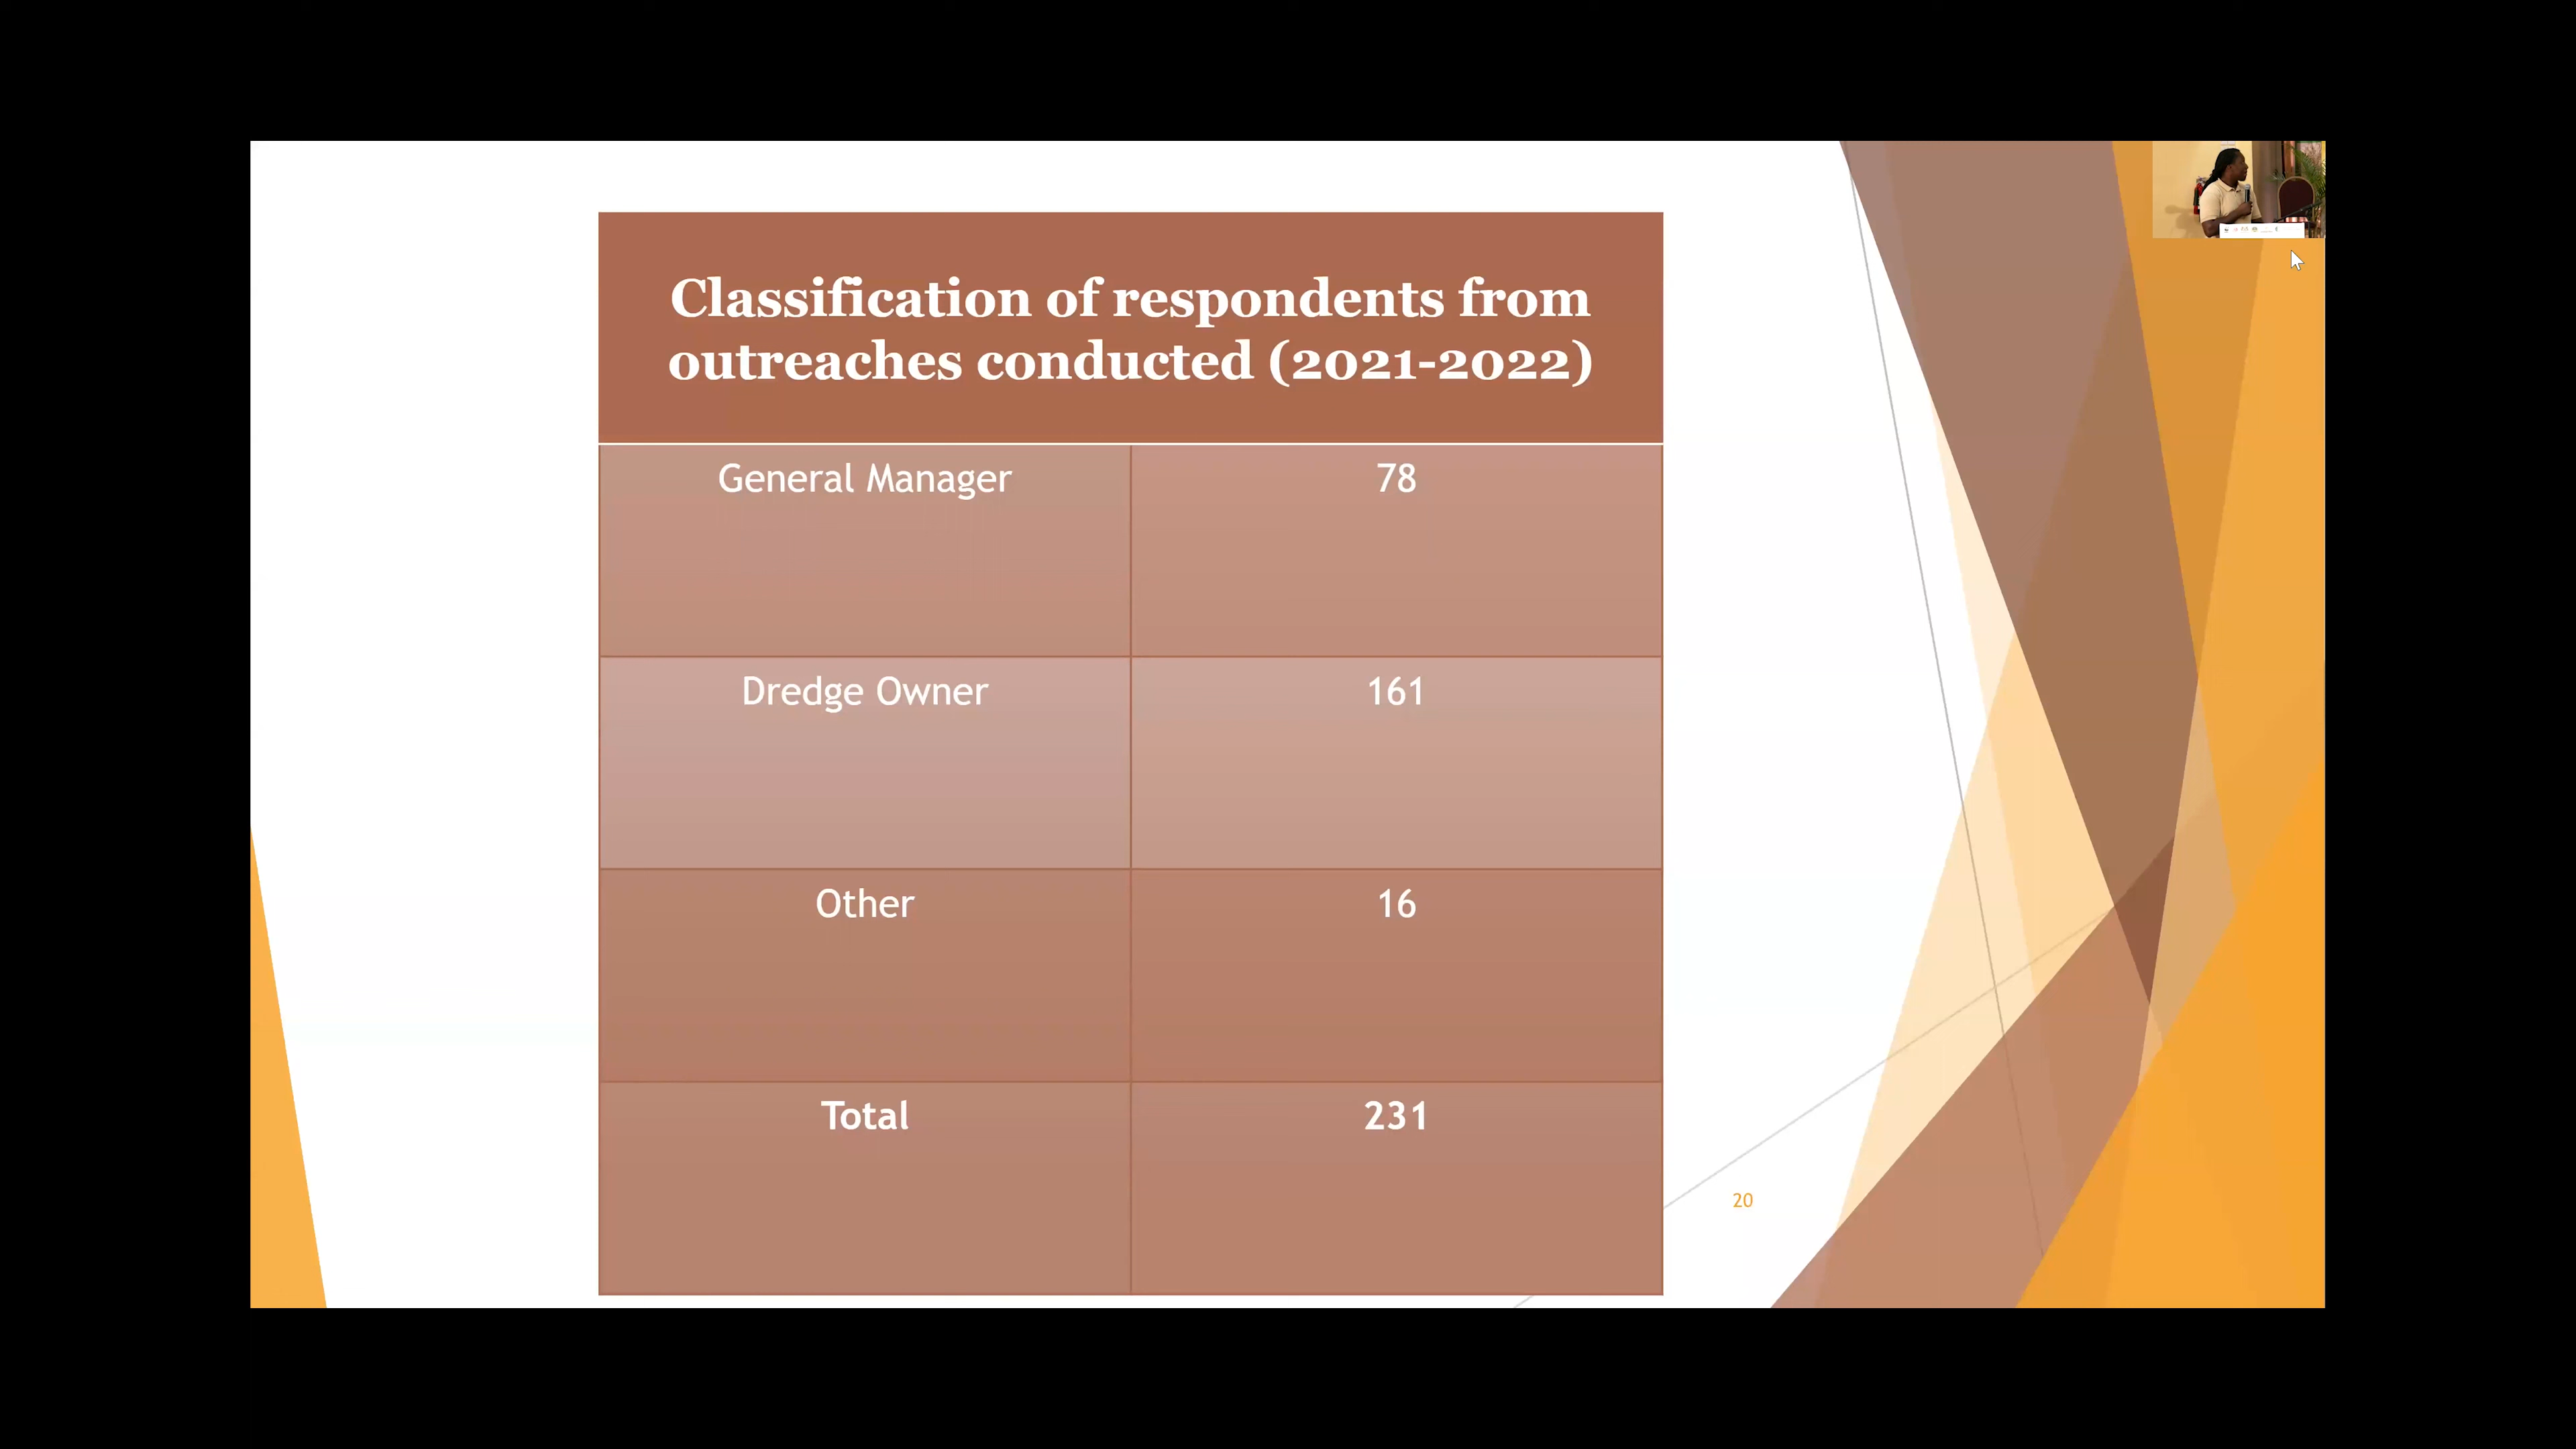 Classification of respondents from
outreaches conducted (2021-2022)
General Manager 78
Dredge Owner 161
Other 16
Total 231
20